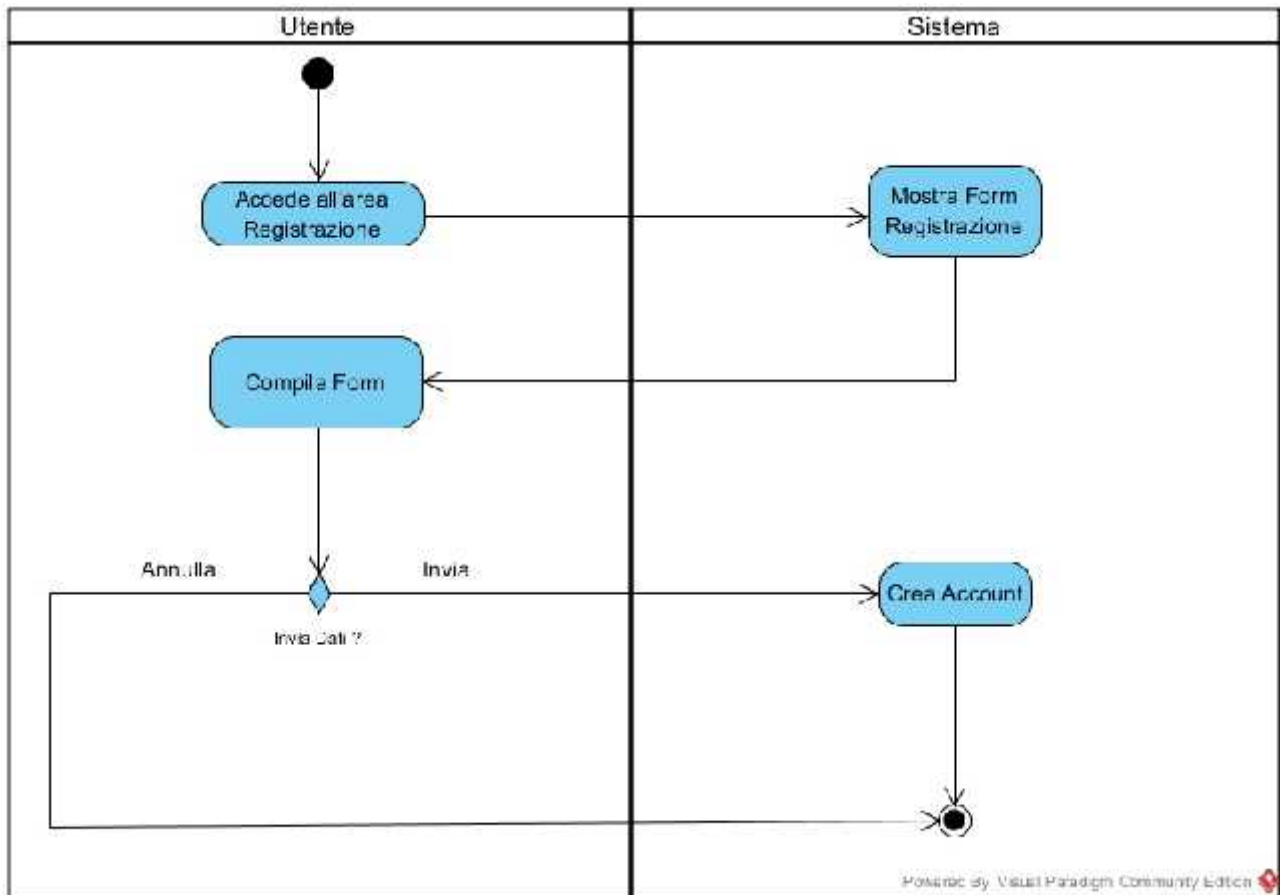 Utente
Sistema
Accede all'area
Registrazione
Mostra Form
Registrazione
Compila Form
Annulla
Invia
Invia Dati ?
Crea Account
Powered By Visual Paradigm Community Edition